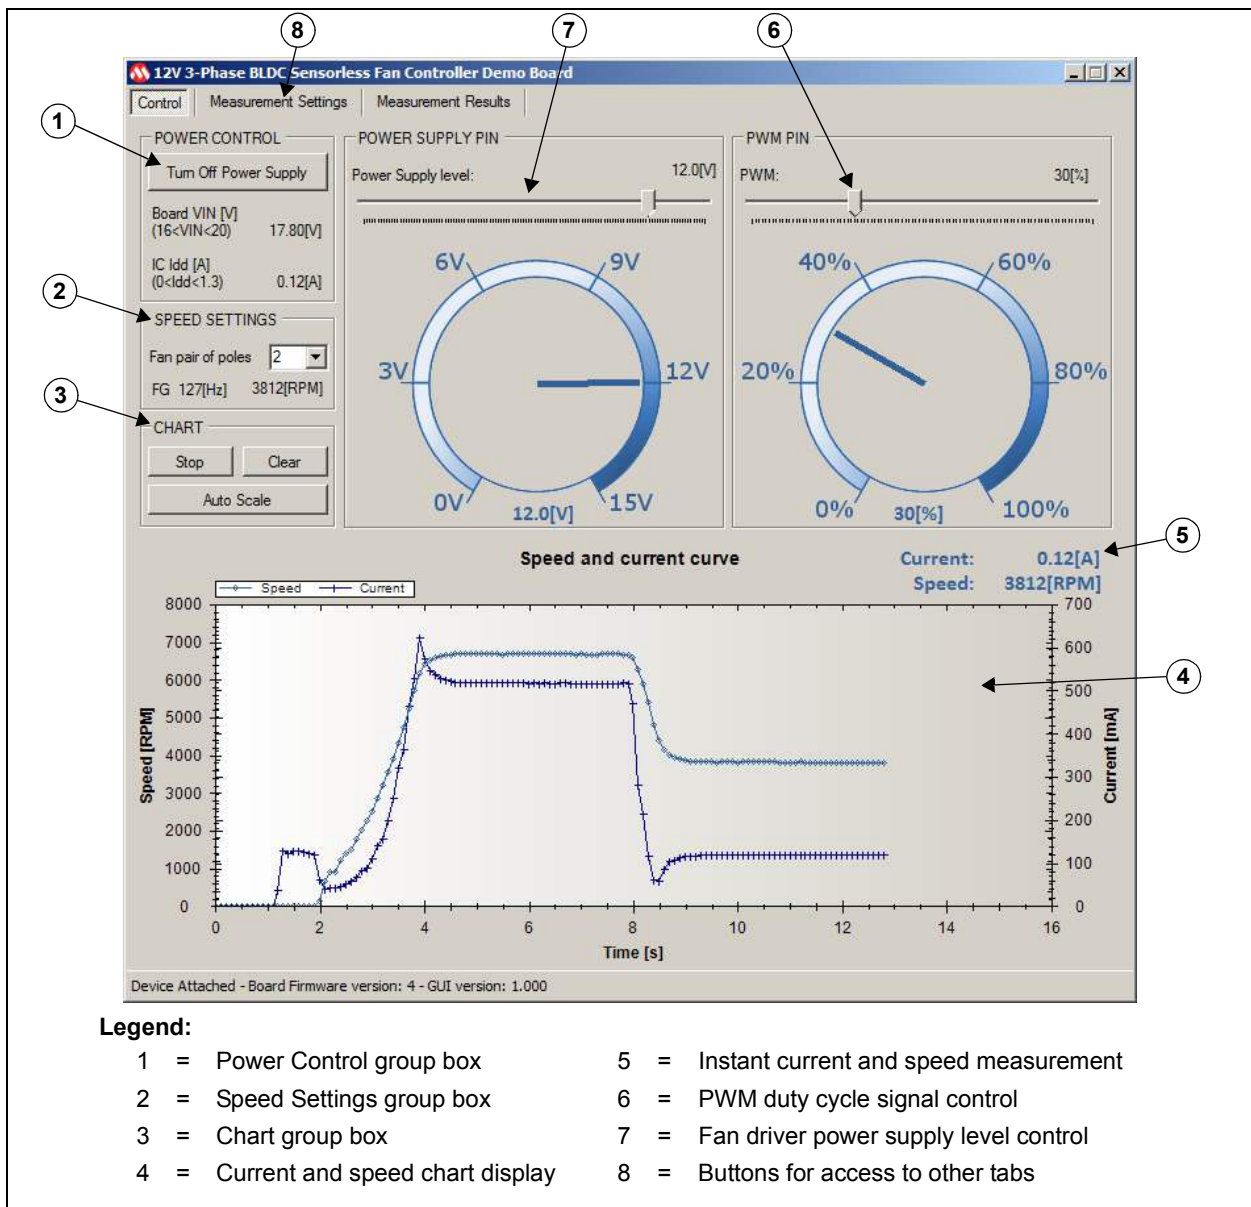 8
7
6
12V 3-Phase BLDC Sensorless Fan Controller Demo Board
Control Measurement Settings Measurement Results
1
POWER CONTROL
Turn Off Power Supply
Board VIN [V]
(16<VIN<20) 17.80[V]
IC Idd [A]
(0<Idd<1.3) 0.12[A]
2
SPEED SETTINGS
Fan pair of poles 2
FG 127[Hz] 3812[RPM]
3
CHART
Stop Clear
Auto Scale
POWER SUPPLY PIN
Power Supply level: 12.0[V]
6V 9V
3V 12V
0V 15V
12.0[V]
PWM PIN
PWM: 30[%]
40% 60%
20% 80%
0% 100%
30[%]
5
Speed and current curve
Current: 0.12[A]
Speed: 3812[RPM]
Speed Current
8000
7000
6000
5000
4000
3000
2000
1000
0
Speed [RPM]
700
600
500
400
300
200
100
0
Current [mA]
4
0 2 4 6 8 10 12 14 16
Time [s]
Device Attached - Board Firmware version: 4 - GUI version: 1.000
Legend:
1 = Power Control group box
2 = Speed Settings group box
3 = Chart group box
4 = Current and speed chart display
5 = Instant current and speed measurement
6 = PWM duty cycle signal control
7 = Fan driver power supply level control
8 = Buttons for access to other tabs